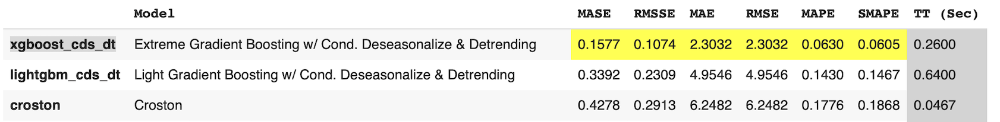 Model MASE RMSSE MAE RMSE MAPE SMAPE TT (Sec)
xgboost_cds_dt Extreme Gradient Boosting w/ Cond. Deseasonalize & Detrending 0.1577 0.1074 2.3032 2.3032 0.0630 0.0605 0.2600
lightgbm_cds_dt Light Gradient Boosting w/ Cond. Deseasonalize & Detrending 0.3392 0.2309 4.9546 4.9546 0.1430 0.1467 0.6400
croston Croston 0.4278 0.2913 6.2482 6.2482 0.1776 0.1868 0.0467